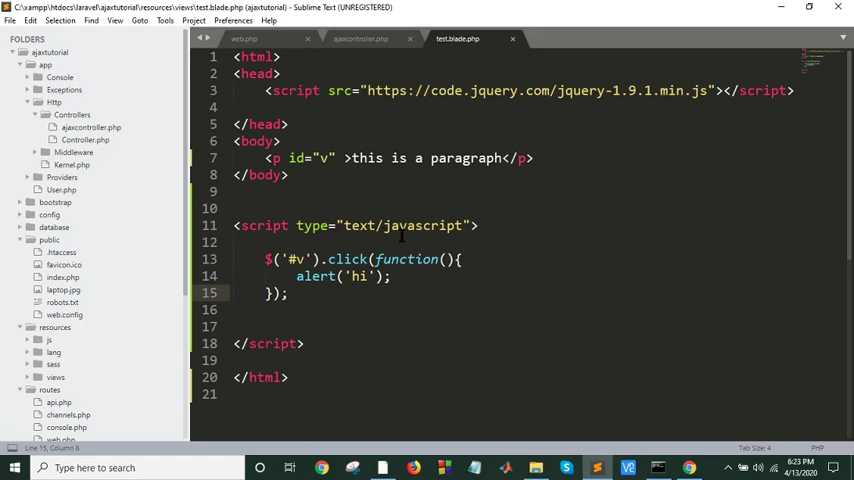 C:\xampp\htdocs\laravel\ajaxtutorial\resources\views\test.blade.php (ajaxtutorial) - Sublime Text (UNREGISTERED)
File Edit Selection Find View Goto Tools Project Preferences Help
FOLDERS
ajaxtutorial
app
Console
Exceptions
Http
Controllers
ajaxcontroller.php
Controller.php
Middleware
Kernel.php
Providers
User.php
bootstrap
config
database
public
.htaccess
favicon.ico
index.php
laptop.jpg
robots.txt
web.config
resources
js
lang
sass
views
routes
api.php
channels.php
console.php
web.php
web.php × ajaxcontroller.php × test.blade.php ×
1 <html>
2 <head>
3 <script src="https://code.jquery.com/jquery-1.9.1.min.js"></script>
4
5 </head>
6 <body>
7 <p id="v" >this is a paragraph</p>
8 </body>
9
10
11 <script type="text/javascript">
12
13 $('#v').click(function(){
14 alert('hi');
15 });
16
17
18 </script>
19
20 </html>
21
Line 15, Column 8 Tab Size: 4 PHP
Type here to search
6:23 PM
4/13/2020